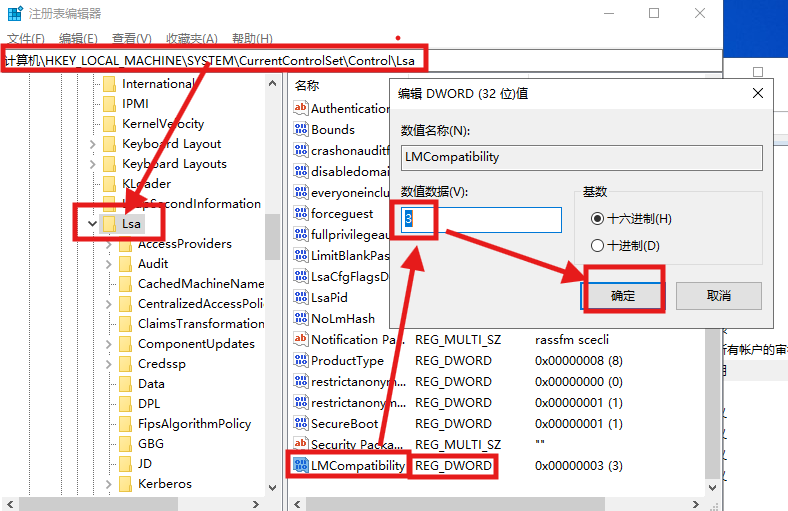 注册表编辑器
文件(F) 编辑(E) 查看(V) 收藏夹(A) 帮助(H)
计算机\HKEY_LOCAL_MACHINE\SYSTEM\CurrentControlSet\Control\Lsa
International
IPMI
KernelVelocity
Keyboard Layout
Keyboard Layouts
KLoader
LsaSecondInformation
Lsa
AccessProviders
Audit
CachedMachineName
CentralizedAccessPolic
ClaimsTransformation
ComponentUpdates
Credssp
Data
DPL
FipsAlgorithmPolicy
GBG
JD
Kerberos
名称
Authentication
Bounds
crashonauditf
disabledomai
everyoneinclu
forceguest
fullprivilegeau
LimitBlankPas
LsaCfgFlagsD
LsaPid
NoLmHash
Notification Pa... REG_MULTI_SZ rassfm scecli
ProductType REG_DWORD 0x00000008 (8)
restrictanonym... REG_DWORD 0x00000000 (0)
restrictanonym... REG_DWORD 0x00000001 (1)
SecureBoot REG_DWORD 0x00000001 (1)
Security Packa... REG_MULTI_SZ ""
LMCompatibility REG_DWORD 0x00000003 (3)
编辑 DWORD (32 位)值
数值名称(N):
LMCompatibility
数值数据(V):
3
基数
十六进制(H)
十进制(D)
确定 取消
所有帐户的审